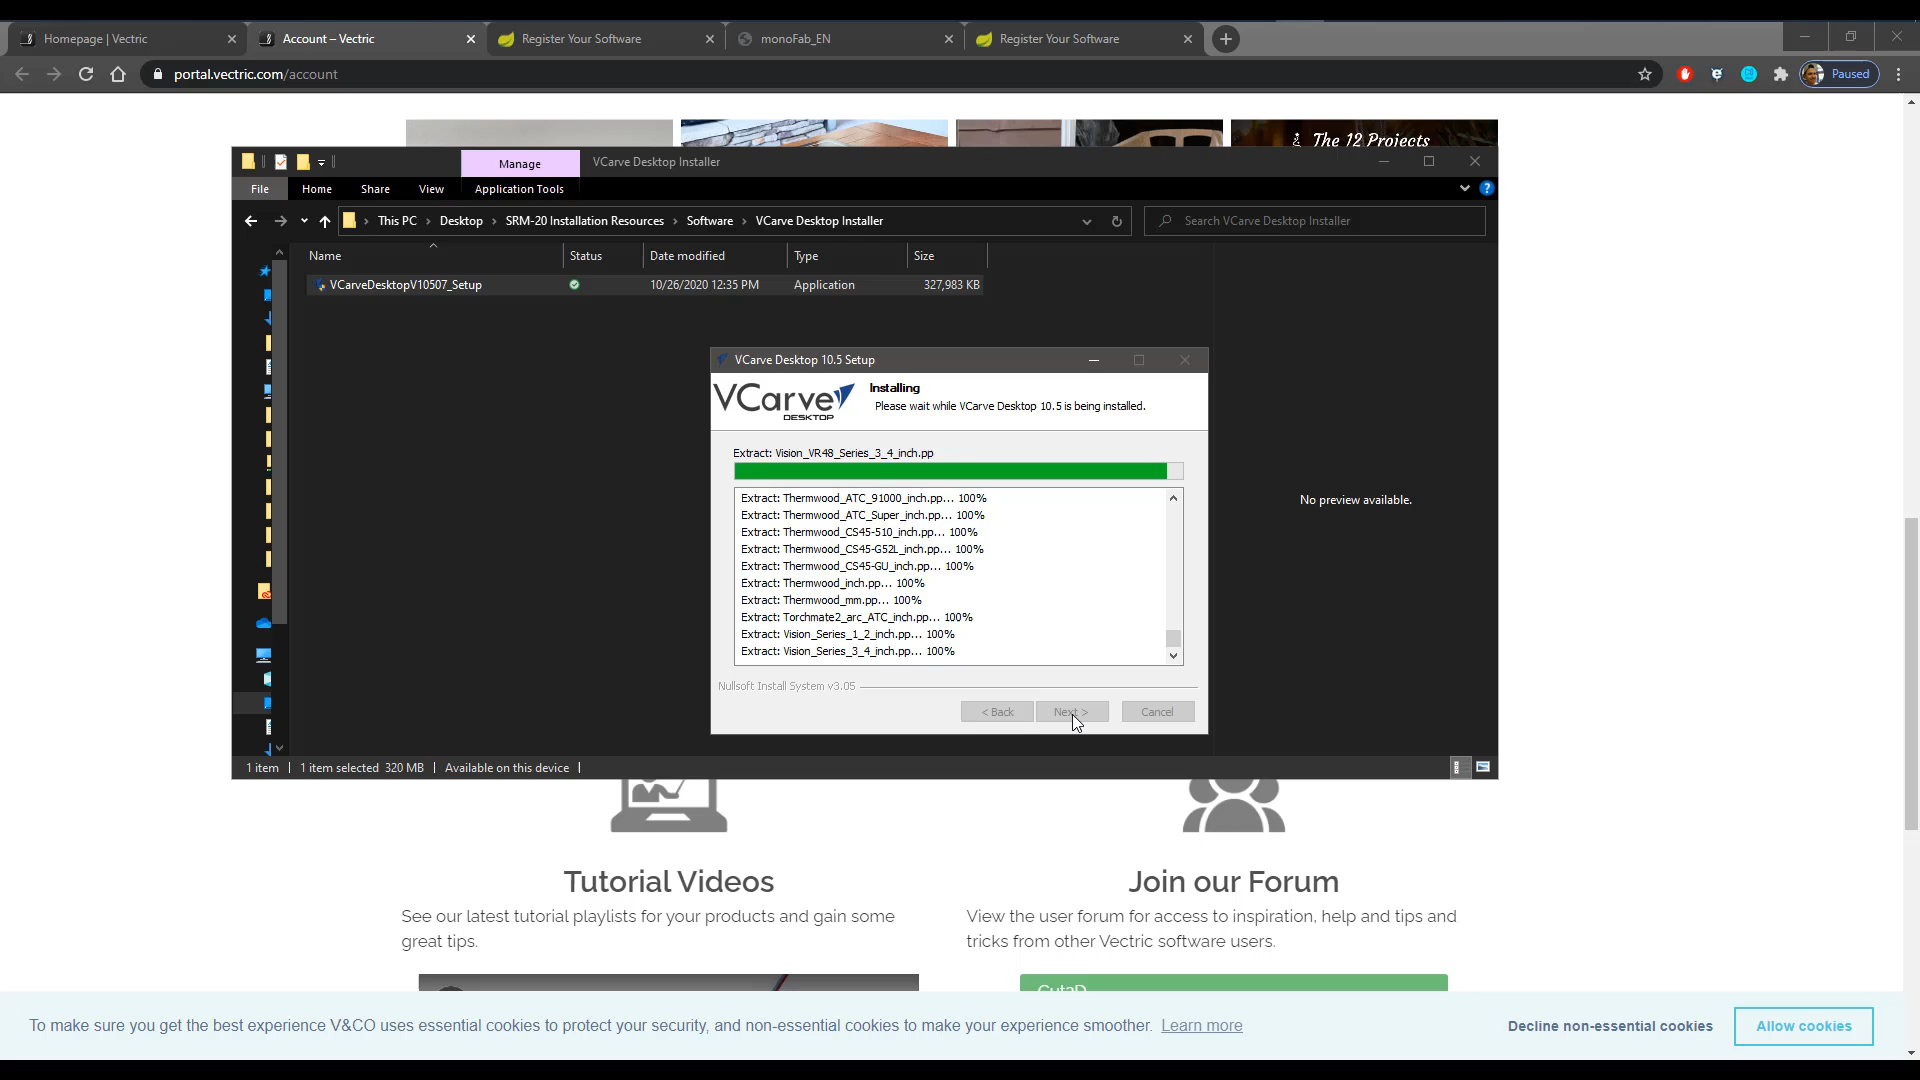 Homepage | Vectric
Account – Vectric
Register Your Software
monoFab_EN
Register Your Software
portal.vectric.com/account
Paused
The 12 Projects
Manage
VCarve Desktop Installer
File
Home
Share
View
Application Tools
This PC > Desktop > SRM-20 Installation Resources > Software > VCarve Desktop Installer
Search VCarve Desktop Installer
Name
Status
Date modified
Type
Size
VCarveDesktopV10507_Setup
10/26/2020 12:35 PM
Application
327,983 KB
VCarve Desktop 10.5 Setup
VCarve
DESKTOP
Installing
Please wait while VCarve Desktop 10.5 is being installed.
Extract: Vision_VR48_Series_3_4_inch.pp
Extract: Thermwood_ATC_91000_inch.pp... 100%
Extract: Thermwood_ATC_Super_inch.pp... 100%
Extract: Thermwood_CS45-510_inch.pp... 100%
Extract: Thermwood_CS45-G52L_inch.pp... 100%
Extract: Thermwood_CS45-GU_inch.pp... 100%
Extract: Thermwood_inch.pp... 100%
Extract: Thermwood_mm.pp... 100%
Extract: Torchmate2_arc_ATC_inch.pp... 100%
Extract: Vision_Series_1_2_inch.pp... 100%
Extract: Vision_Series_3_4_inch.pp... 100%
Nullsoft Install System v3.05
< Back
Next >
Cancel
No preview available.
1 item
1 item selected 320 MB
Available on this device
Tutorial Videos
See our latest tutorial playlists for your products and gain some
great tips.
Join our Forum
View the user forum for access to inspiration, help and tips and
tricks from other Vectric software users.
Cut2D
To make sure you get the best experience V&CO uses essential cookies to protect your security, and non-essential cookies to make your experience smoother. Learn more
Decline non-essential cookies
Allow cookies